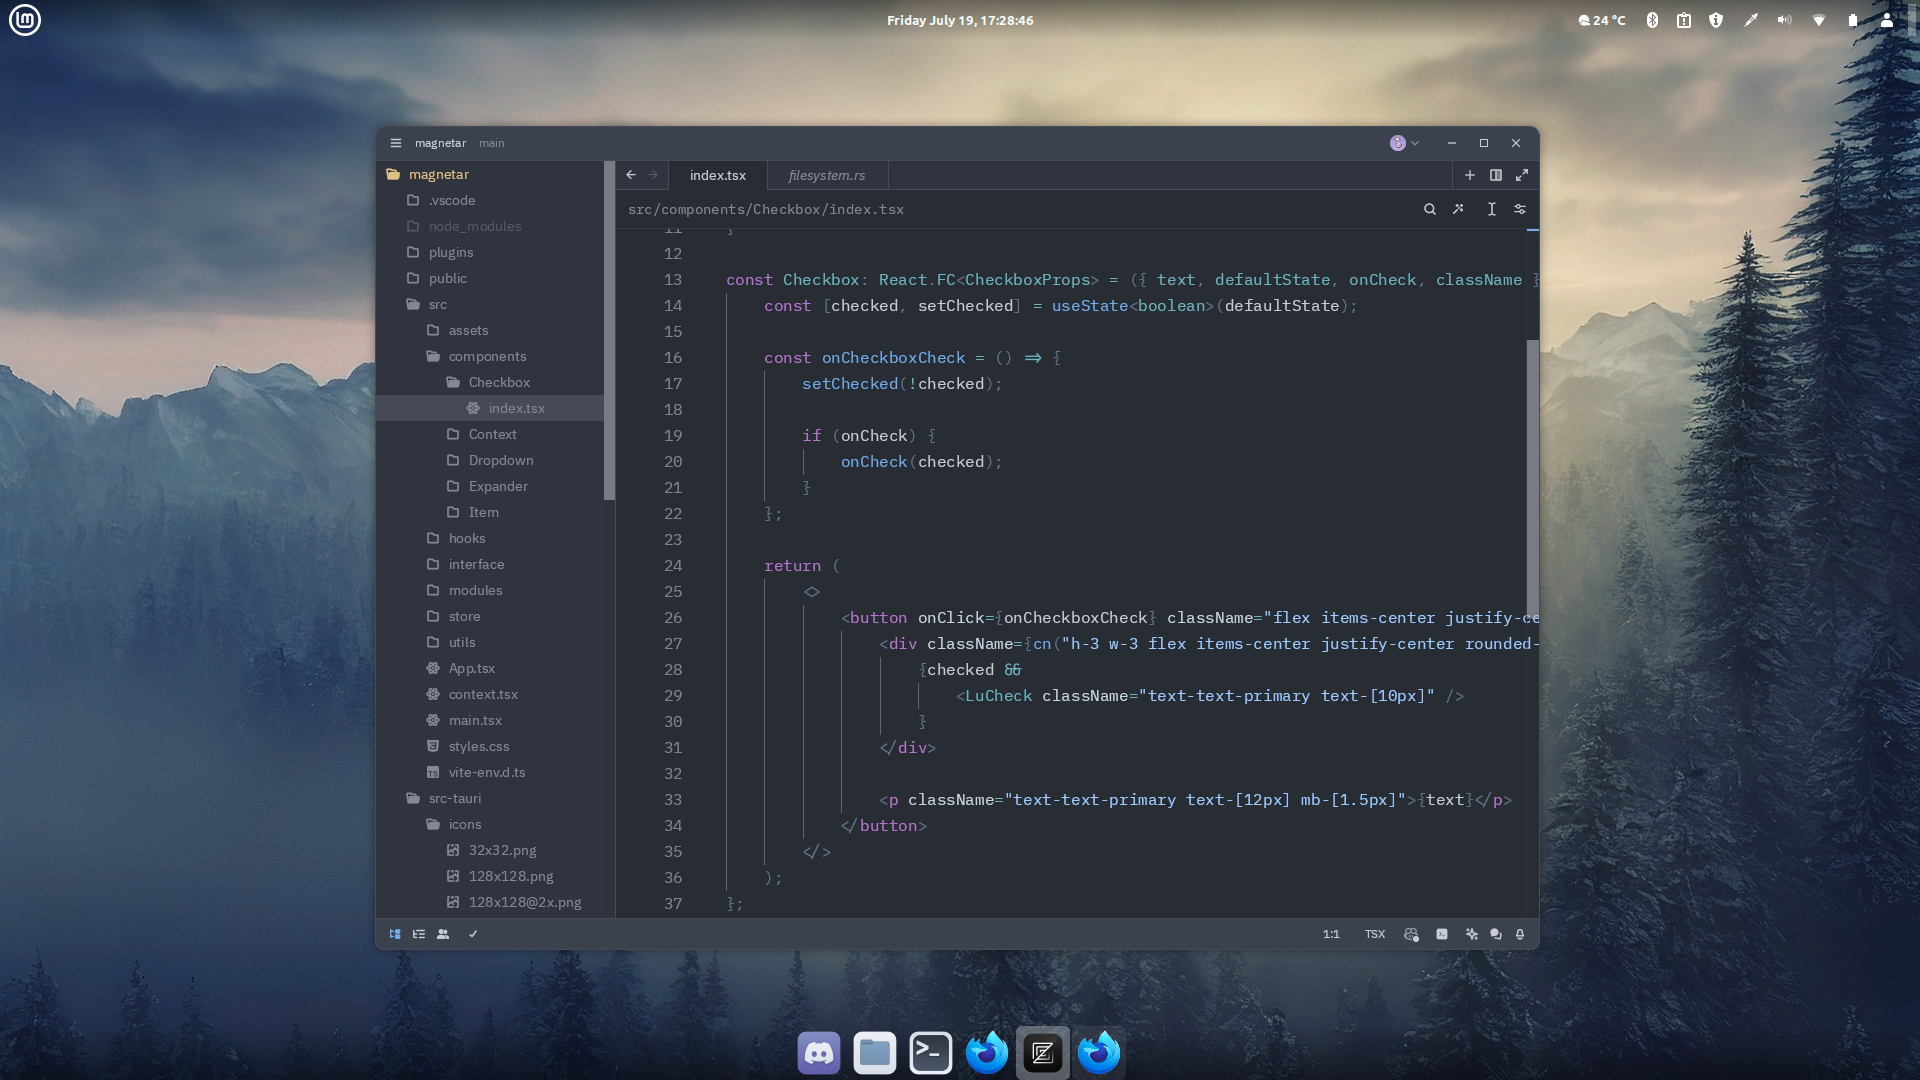 Friday July 19, 17:28:46
24 °C
magnetar main
magnetar
.vscode
node_modules
plugins
public
src
assets
components
Checkbox
index.tsx
Context
Dropdown
Expander
Item
hooks
interface
modules
store
utils
App.tsx
context.tsx
main.tsx
styles.css
vite-env.d.ts
src-tauri
icons
32x32.png
128x128.png
128x128@2x.png
index.tsx filesystem.rs
src/components/Checkbox/index.tsx
11 }
12
13 const Checkbox: React.FC<CheckboxProps> = ({ text, defaultState, onCheck, className }
14 const [checked, setChecked] = useState<boolean>(defaultState);
15
16 const onCheckboxCheck = () => {
17 setChecked(!checked);
18
19 if (onCheck) {
20 onCheck(checked);
21 }
22 };
23
24 return (
25 <>
26 <button onClick={onCheckboxCheck} className="flex items-center justify-ce
27 <div className={cn("h-3 w-3 flex items-center justify-center rounded-
28 {checked &&
29 <LuCheck className="text-text-primary text-[10px]" />
30 }
31 </div>
32
33 <p className="text-text-primary text-[12px] mb-[1.5px]">{text}</p>
34 </button>
35 </>
36 );
37 };
1:1 TSX